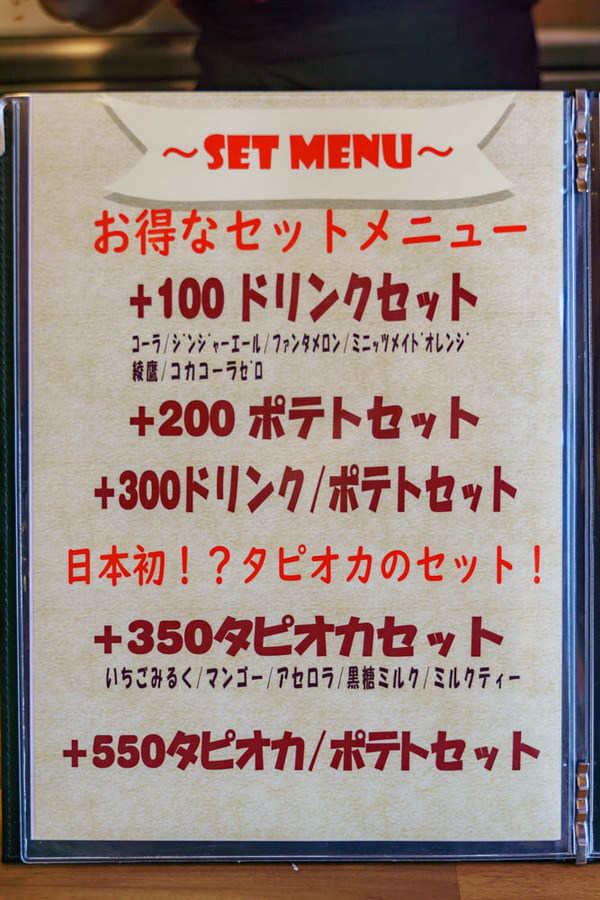 ～SET MENU～
お得なセットメニュー
+100 ドリンクセット
コーラ/ジンジャーエール/ファンタメロン/ミニッツメイドオレンジ
綾鷹/コカコーラゼロ
+200 ポテトセット
+300ドリンク/ポテトセット
日本初！？タピオカのセット！
+350タピオカセット
いちごみるく/マンゴー/アセロラ/黒糖ミルク/ミルクティー
+550タピオカ/ポテトセット